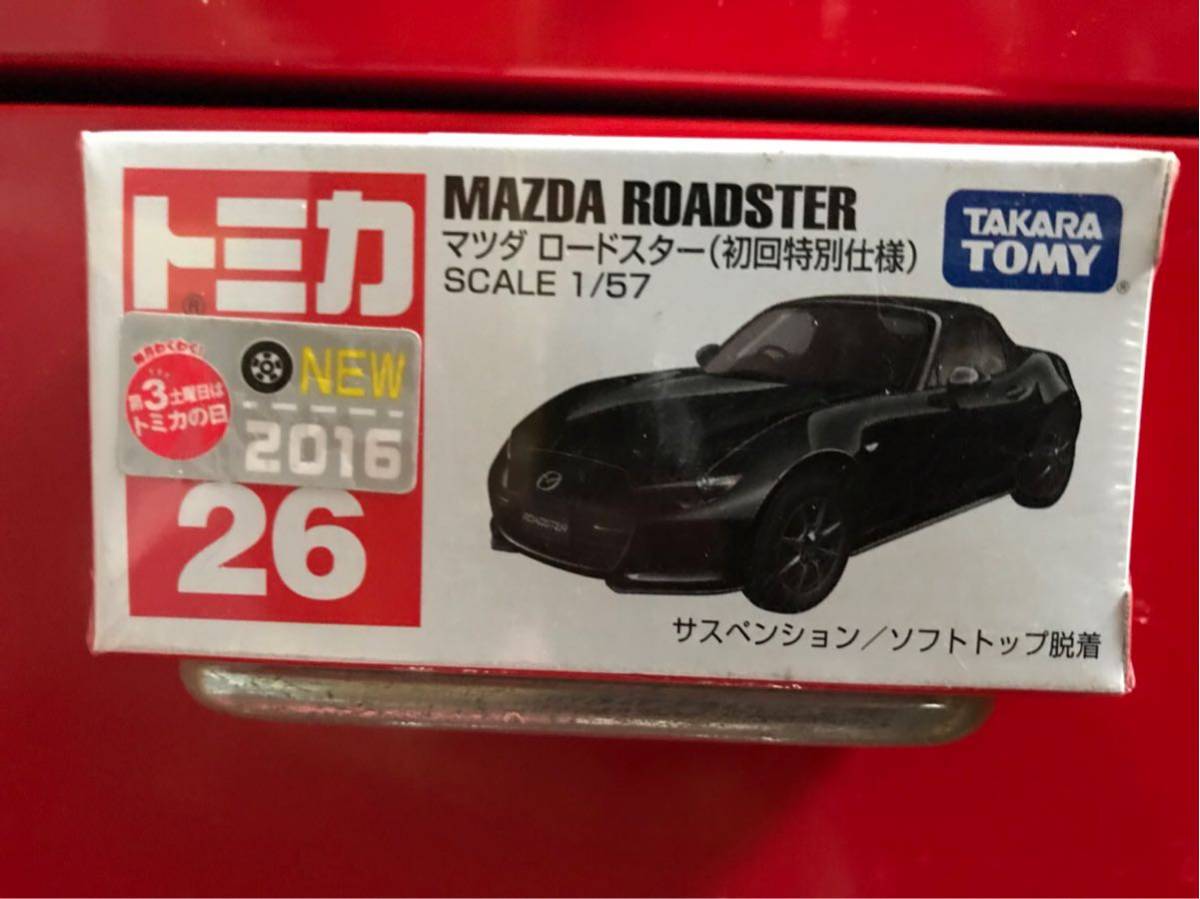 トミカ
®
毎月わくわく!
第3土曜日は
トミカの日
NEW
2016
26
MAZDA ROADSTER
マツダ ロードスター(初回特別仕様)
SCALE 1/57
TAKARA
TOMY
®
ROADSTER
サスペンション/ソフトトップ脱着